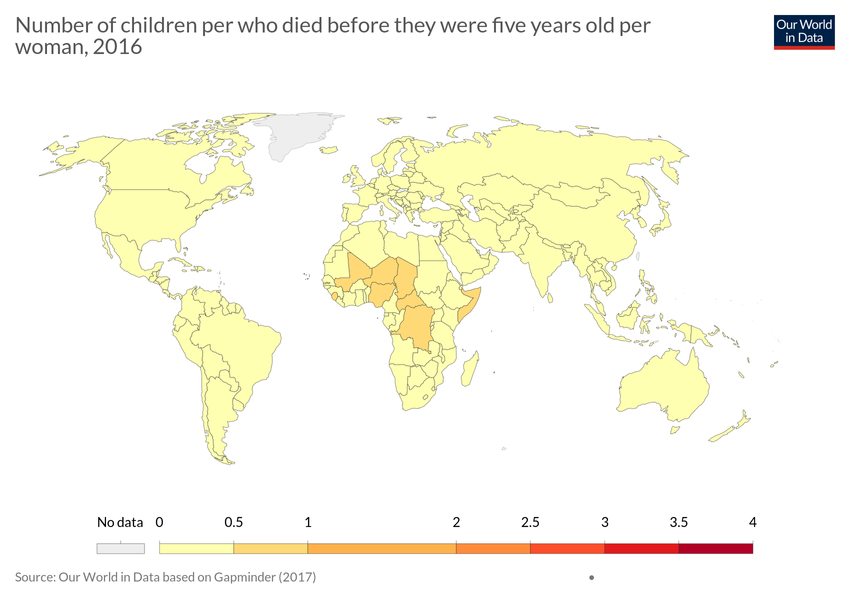 Number of children per who died before they were five years old per
woman, 2016
Our World
in Data
No data 0 0.5 1 2 2.5 3 3.5 4
Source: Our World in Data based on Gapminder (2017)